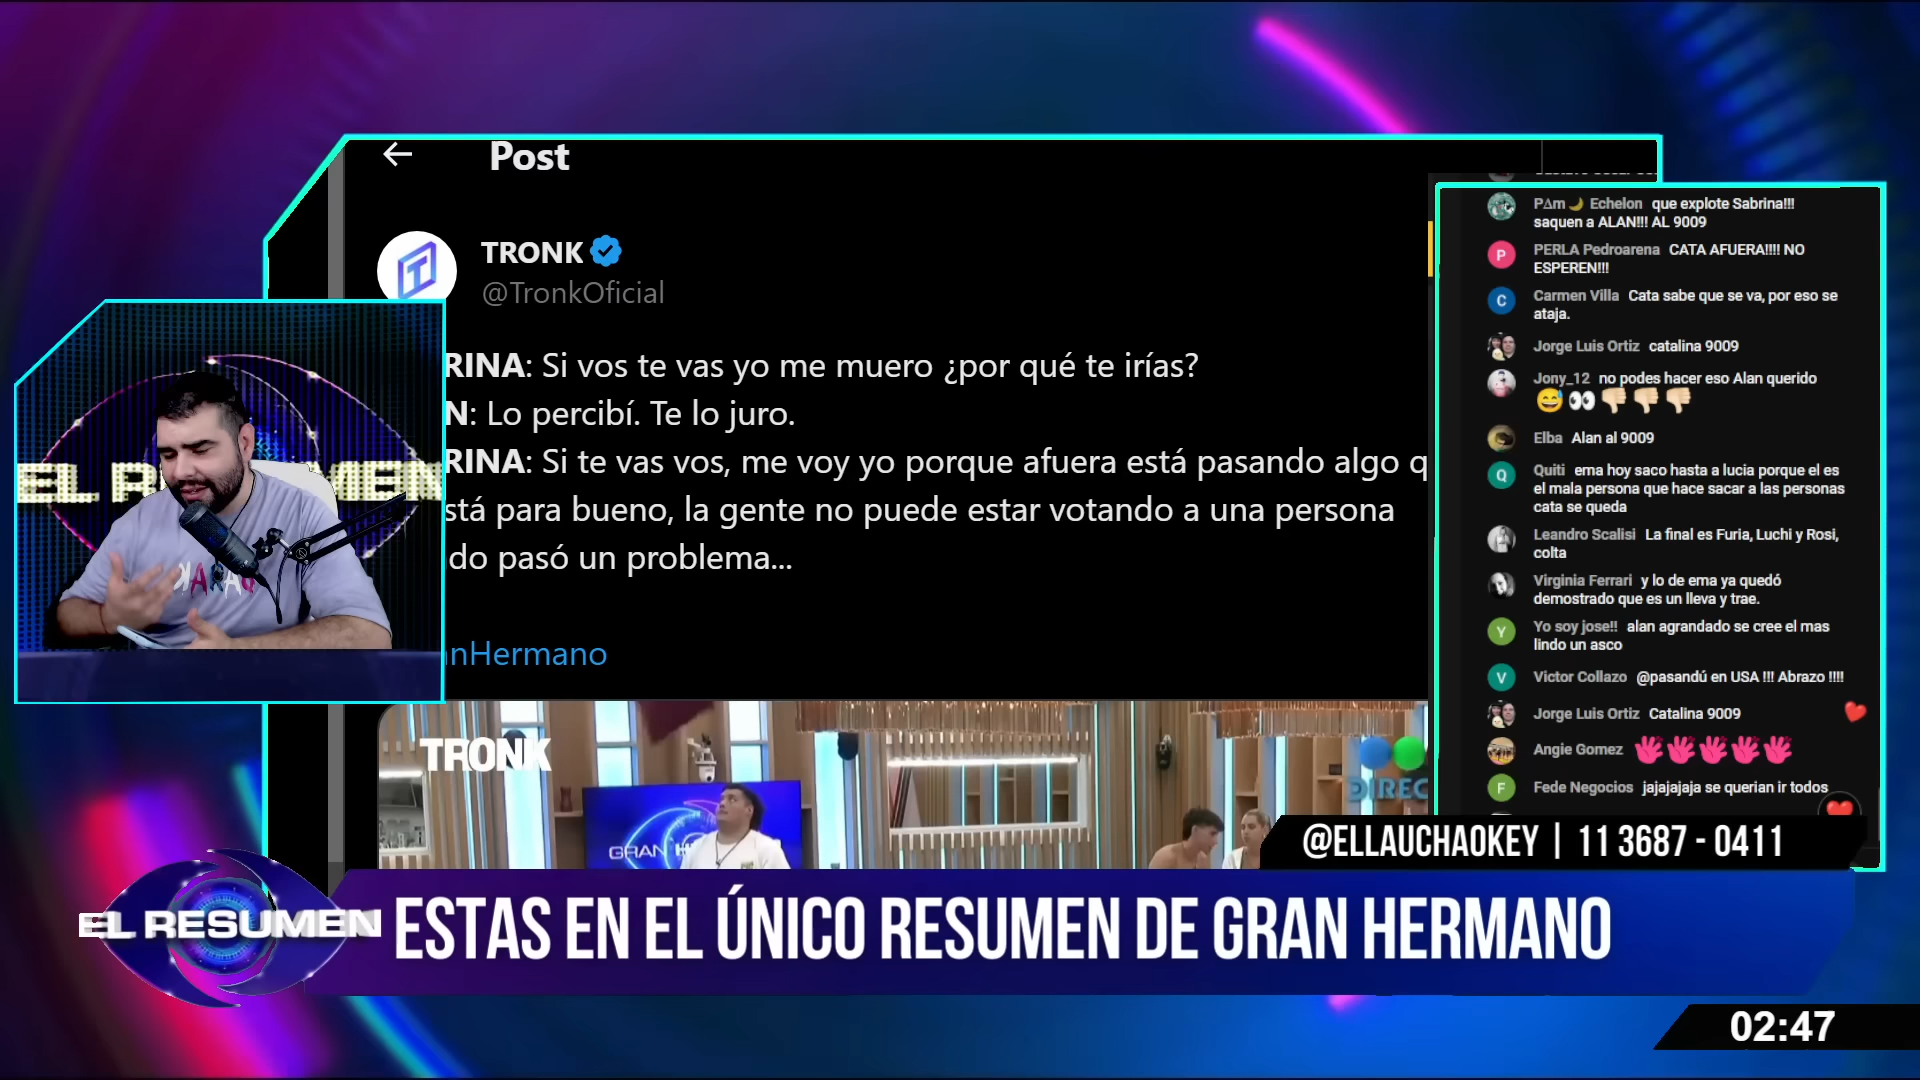 Post
TRONK
@TronkOficial
RINA: Si vos te vas yo me muero ¿por qué te irías?
N: Lo percibí. Te lo juro.
RINA: Si te vas vos, me voy yo porque afuera está pasando algo q
stá para bueno, la gente no puede estar votando a una persona
do pasó un problema...
nHermano
TRONK
GRAN H
DIREC
EL R MEN
PΔm🌙 Echelon que explote Sabrina!!!
saquen a ALAN!!! AL 9009
P PERLA Pedroarena CATA AFUERA!!!! NO
ESPEREN!!!
C Carmen Villa Cata sabe que se va, por eso se
ataja.
Jorge Luis Ortiz catalina 9009
Jony_12 no podes hacer eso Alan querido
😅👀👎🏻👎🏻👎🏻
Elba Alan al 9009
Q Quiti ema hoy saco hasta a lucia porque el es
el mala persona que hace sacar a las personas
cata se queda
Leandro Scalisi La final es Furia, Luchi y Rosi,
colta
Virginia Ferrari y lo de ema ya quedó
demostrado que es un lleva y trae.
Y Yo soy jose!! alan agrandado se cree el mas
lindo un asco
V Victor Collazo @pasandú en USA !!! Abrazo !!!!
Jorge Luis Ortiz Catalina 9009
Angie Gomez
F Fede Negocios jajajajaja se querian ir todos
@ELLAUCHAOKEY | 11 3687 - 0411
EL RESUMEN
ESTAS EN EL ÚNICO RESUMEN DE GRAN HERMANO
02:47